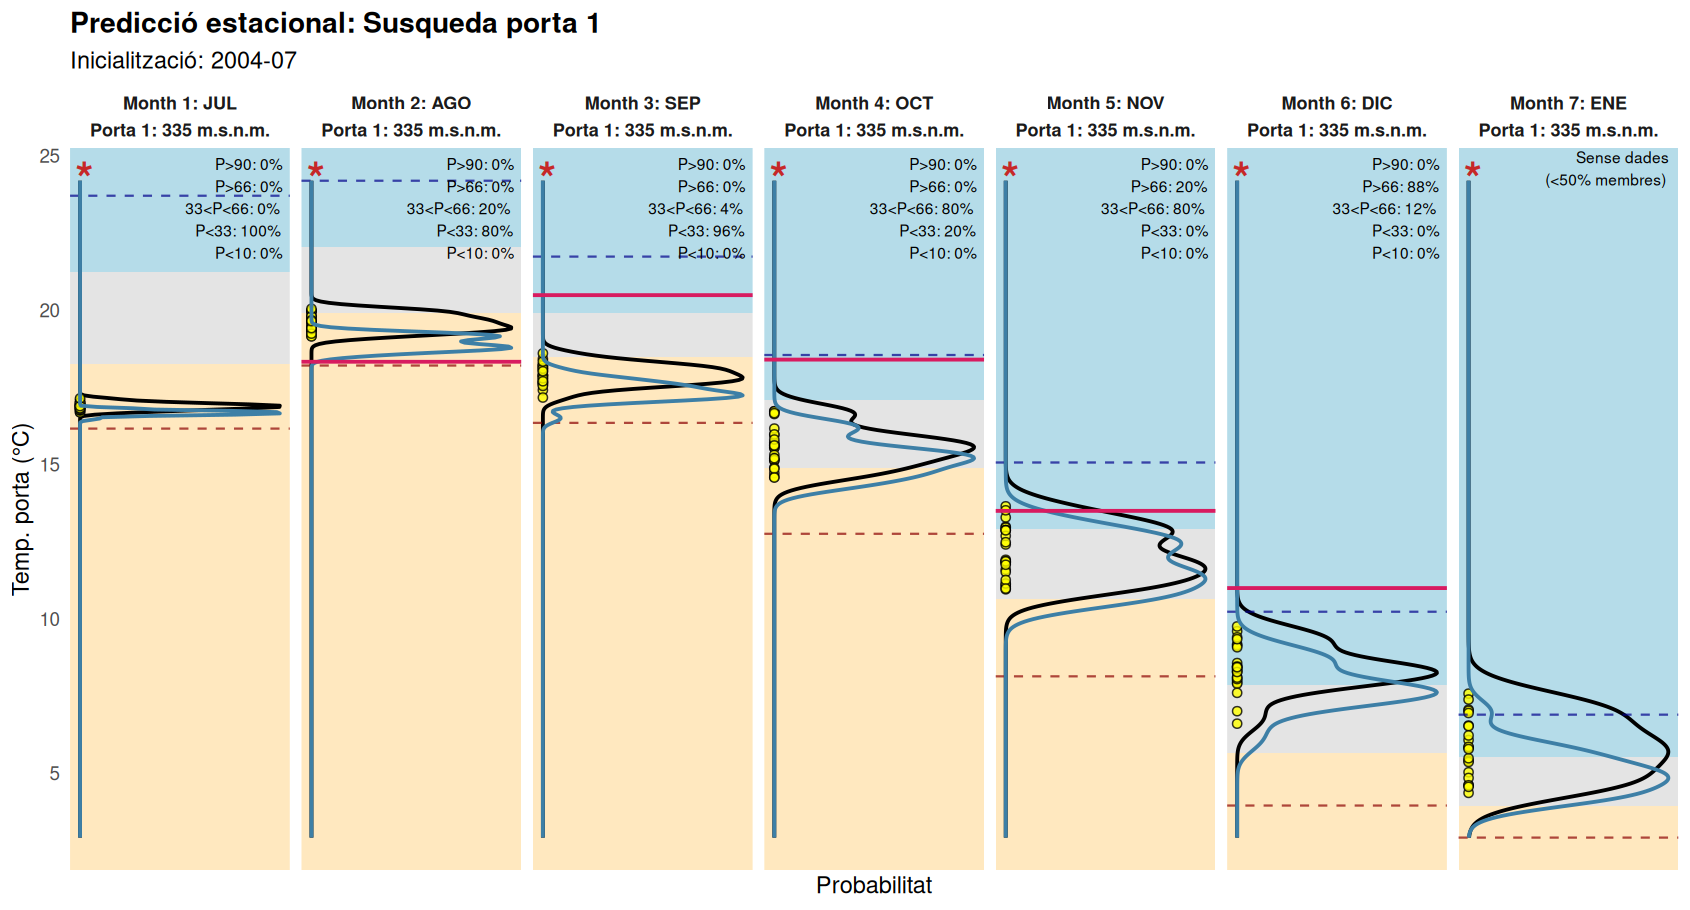 Predicció estacional: Susqueda porta 1
Inicialització: 2004-07
Month 1: JUL
Porta 1: 335 m.s.n.m.
Month 2: AGO
Porta 1: 335 m.s.n.m.
Month 3: SEP
Porta 1: 335 m.s.n.m.
Month 4: OCT
Porta 1: 335 m.s.n.m.
Month 5: NOV
Porta 1: 335 m.s.n.m.
Month 6: DIC
Porta 1: 335 m.s.n.m.
Month 7: ENE
Porta 1: 335 m.s.n.m.
*
P>90: 0%
P>66: 0%
33<P<66: 0%
P<33: 100%
P<10: 0%
*
P>90: 0%
P>66: 0%
33<P<66: 20%
P<33: 80%
P<10: 0%
*
P>90: 0%
P>66: 0%
33<P<66: 4%
P<33: 96%
P<10: 0%
*
P>90: 0%
P>66: 0%
33<P<66: 80%
P<33: 20%
P<10: 0%
*
P>90: 0%
P>66: 20%
33<P<66: 80%
P<33: 0%
P<10: 0%
*
P>90: 0%
P>66: 88%
33<P<66: 12%
P<33: 0%
P<10: 0%
*
Sense dades
(<50% membres)
25
20
15
10
5
Temp. porta (°C)
Probabilitat